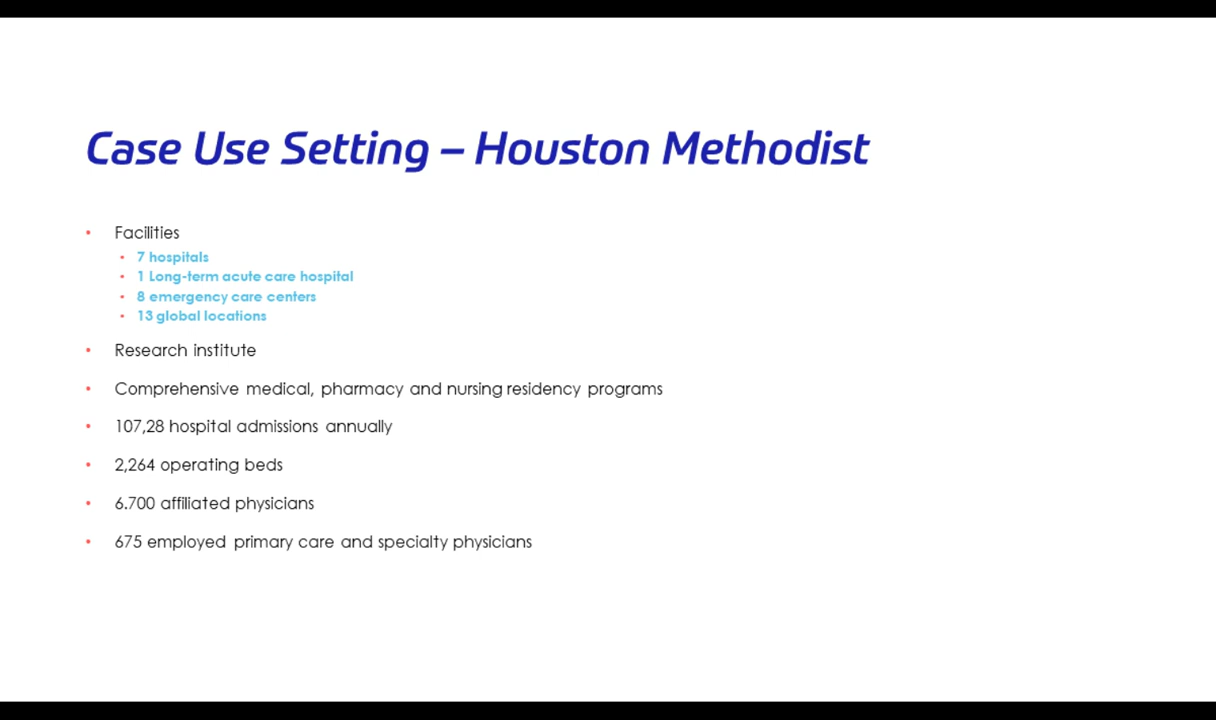 Case Use Setting – Houston Methodist
• Facilities
• 7 hospitals
• 1 Long-term acute care hospital
• 8 emergency care centers
• 13 global locations
• Research institute
• Comprehensive medical, pharmacy and nursing residency programs
• 107,28 hospital admissions annually
• 2,264 operating beds
• 6.700 affiliated physicians
• 675 employed primary care and specialty physicians